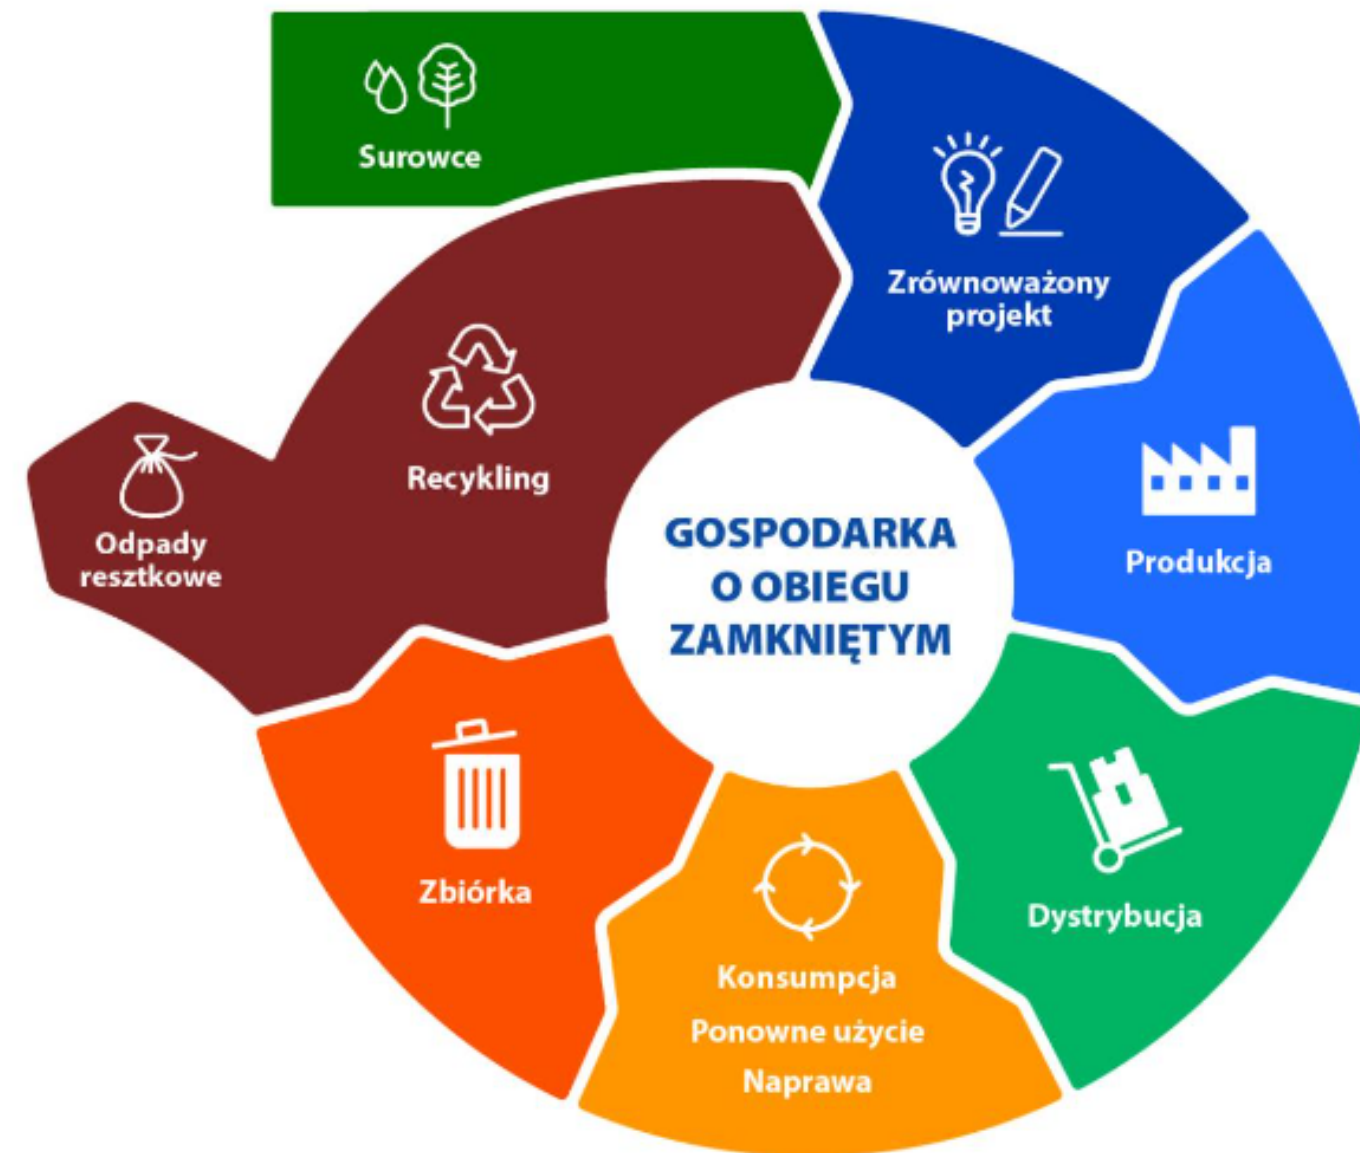 Surowce
Zrównoważony
projekt
Recykling
Produkcja
Odpady
resztkowe
GOSPODARKA
O OBIEGU
ZAMKNIĘTYM
Zbiórka
Dystrybucja
Konsumpcja
Ponowne użycie
Naprawa